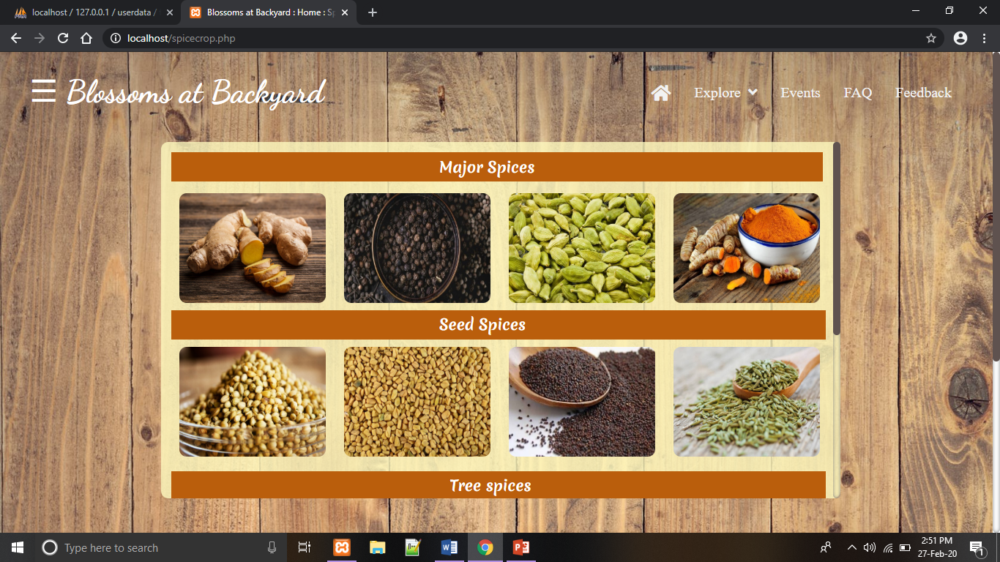 localhost / 127.0.0.1 / userdata /
Blossoms at Backyard : Home : Sp
localhost/spicecrop.php
Blossoms at Backyard
Explore
Events
FAQ
Feedback
Major Spices
Seed Spices
Tree spices
Type here to search
2:51 PM
27-Feb-20
1